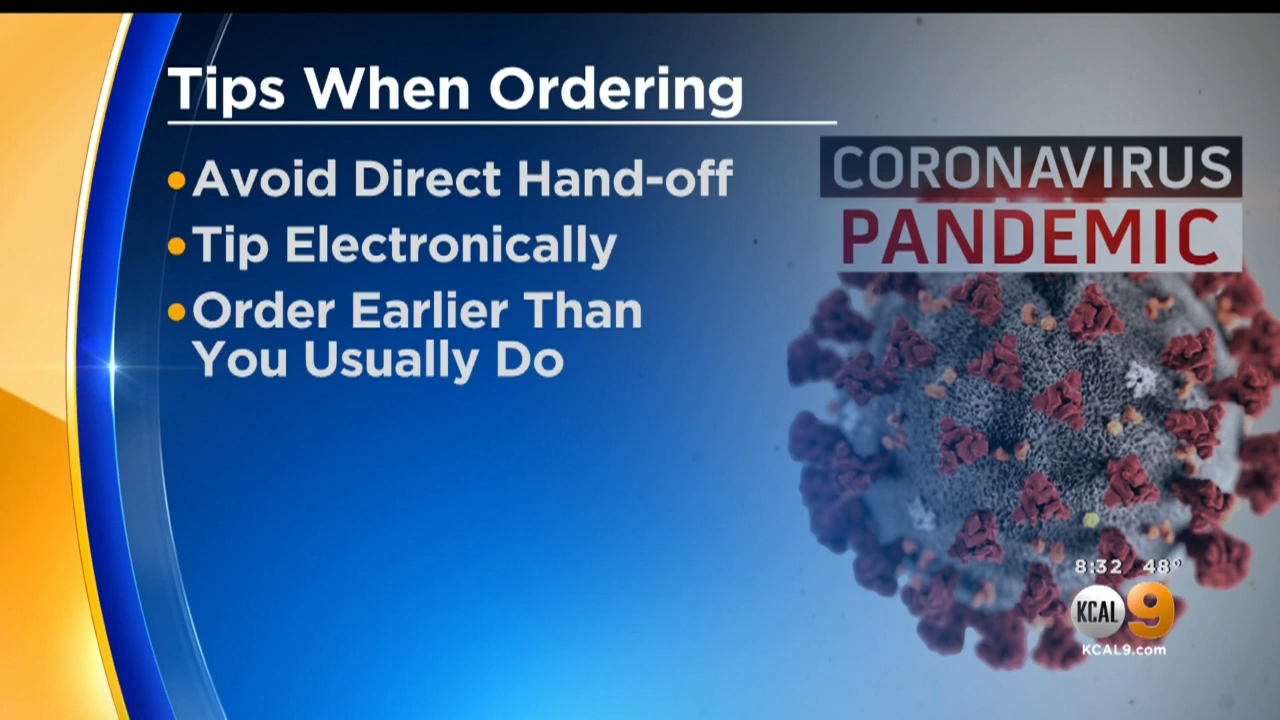 Tips When Ordering
• Avoid Direct Hand-off
• Tip Electronically
• Order Earlier Than
You Usually Do
CORONAVIRUS
PANDEMIC
8:32 48°
KCAL 9
KCAL9.com